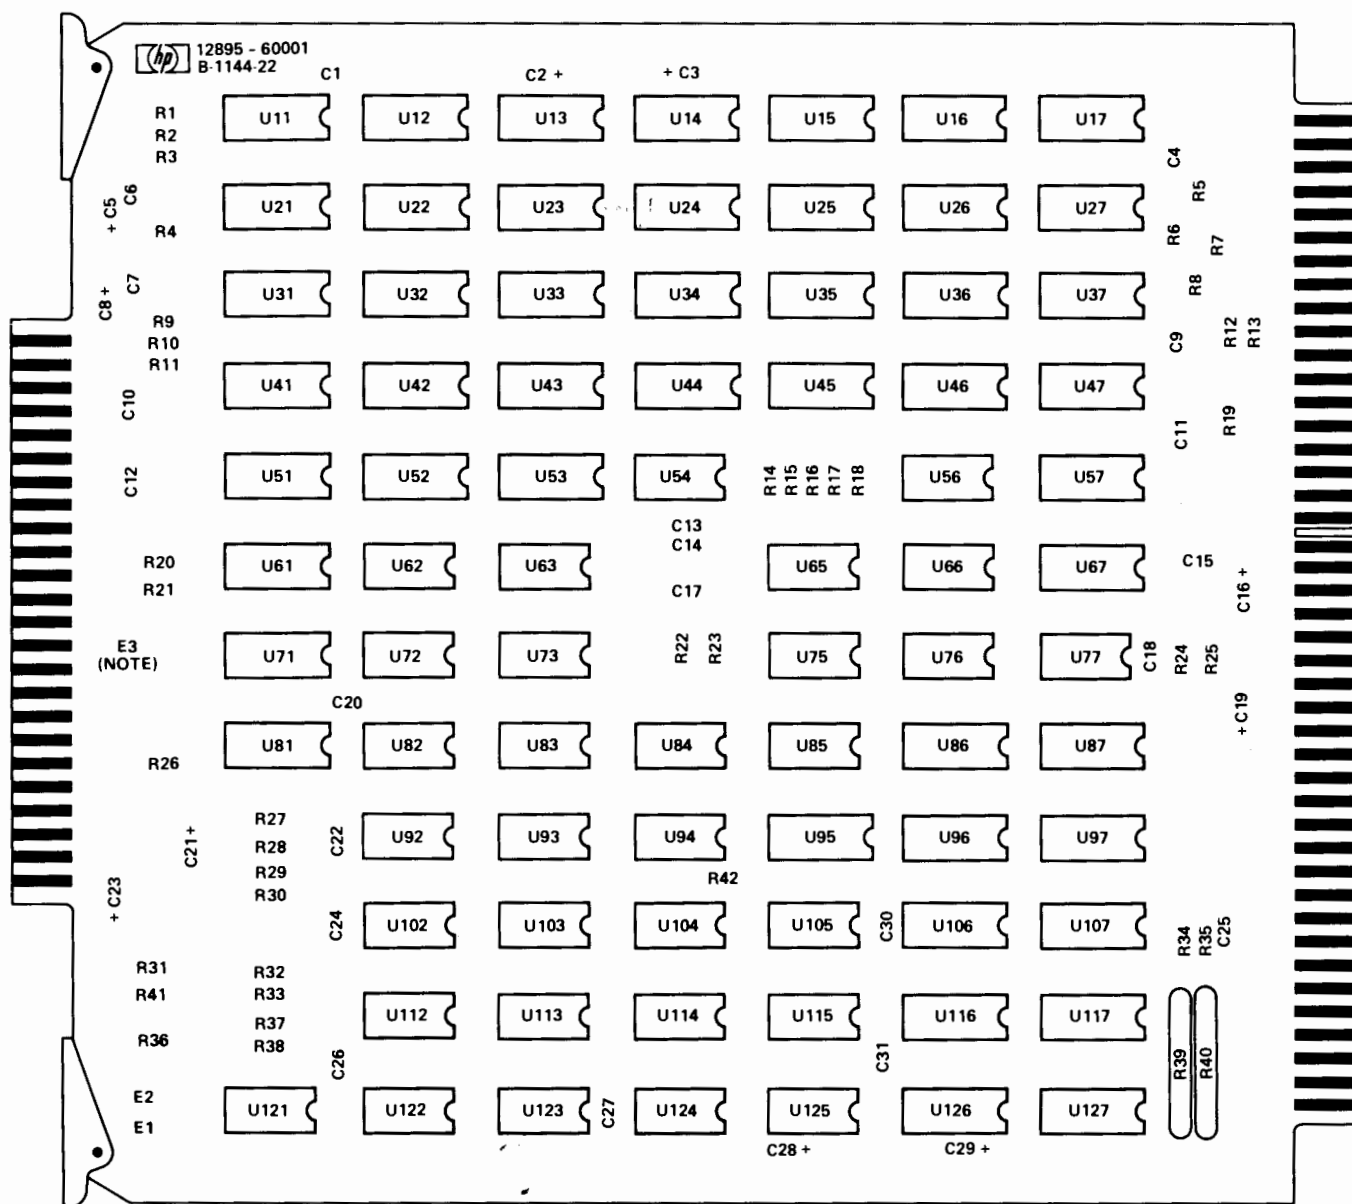 hp 12895 - 60001
B-1144-22
C1 C2 + + C3
R1 U11 U12 U13 U14 U15 U16 U17
R2
R3 C4
C6 R5
+ C5 U21 U22 U23 U24 U25 U26 U27
R4 R6 R7
C7 R8
C8 + U31 U32 U33 U34 U35 U36 U37
R9
R10 C9 R12 R13
R11
U41 U42 U43 U44 U45 U46 U47
C10 C11 R19
C12 U51 U52 U53 U54 R14 R15 R16 R17 R18 U56 U57
C13
C14
R20 U61 U62 U63 U65 U66 U67 C15
R21 C17 C16 +
E3
(NOTE) U71 U72 U73 R22 R23 U75 U76 U77 C18 R24 R25
C20 + C19
U81 U82 U83 U84 U85 U86 U87
R26
R27
C21 + R28 C22 U92 U93 U94 U95 U96 U97
R29
R42
R30
+ C23
C24 U102 U103 U104 U105 C30 U106 U107 R34 R35 C25
R31 R32
R41 R33
U112 U113 U114 U115 U116 U117
R37
R36 R38
C26 C31 R39 R40
E2
U121 U122 U123 C27 U124 U125 U126 U127
E1
C28 + C29 +